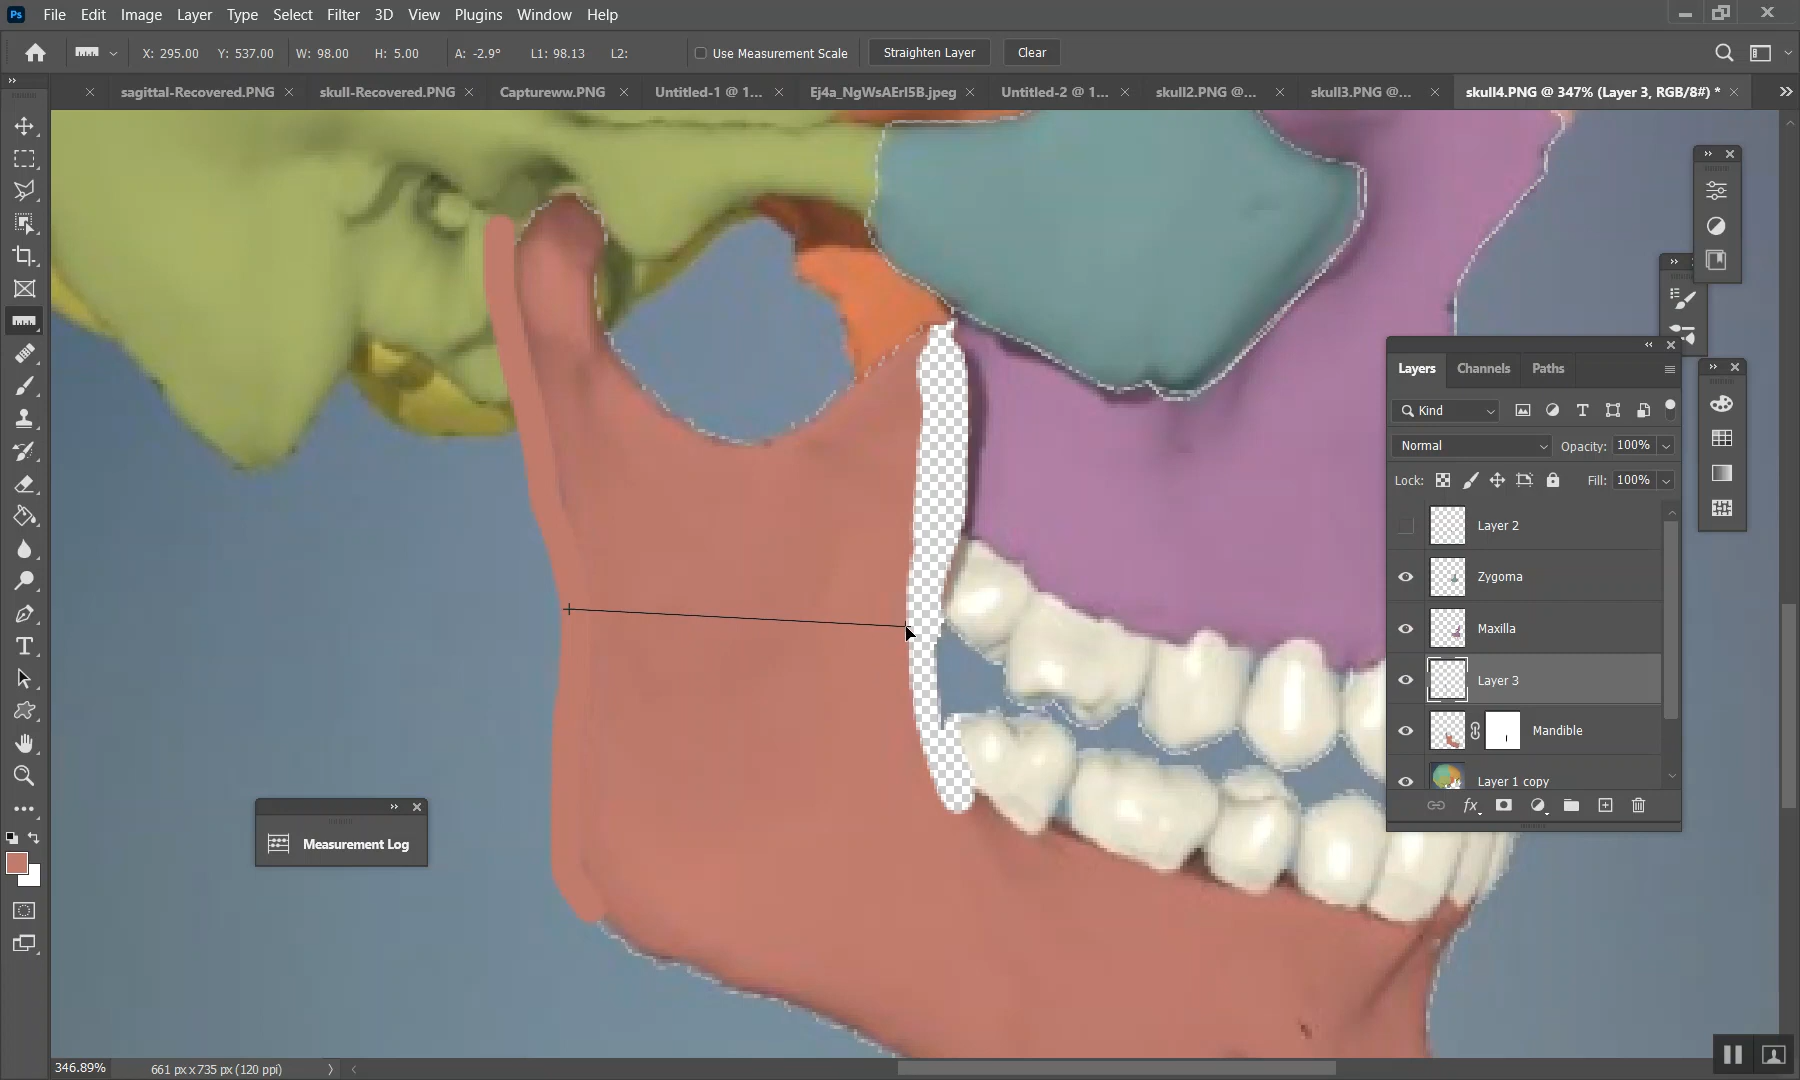 Ps File Edit Image Layer Type Select Filter 3D View Plugins Window Help
X: 295.00 Y: 537.00 W: 98.00 H: 5.00 A: -2.9° L1: 98.13 L2: Use Measurement Scale Straighten Layer Clear
sagittal-Recovered.PNG skull-Recovered.PNG Captureww.PNG Untitled-1 @ 1... Ej4a_NgWsAErI5B.jpeg Untitled-2 @ 1... skull2.PNG @... skull3.PNG @... skull4.PNG @ 347% (Layer 3, RGB/8#) *
Layers Channels Paths
Kind
Normal Opacity: 100%
Lock: Fill: 100%
Layer 2
Zygoma
Maxilla
Layer 3
Mandible
Layer 1 copy
fx
Measurement Log
346.89% 661 px x 735 px (120 ppi)